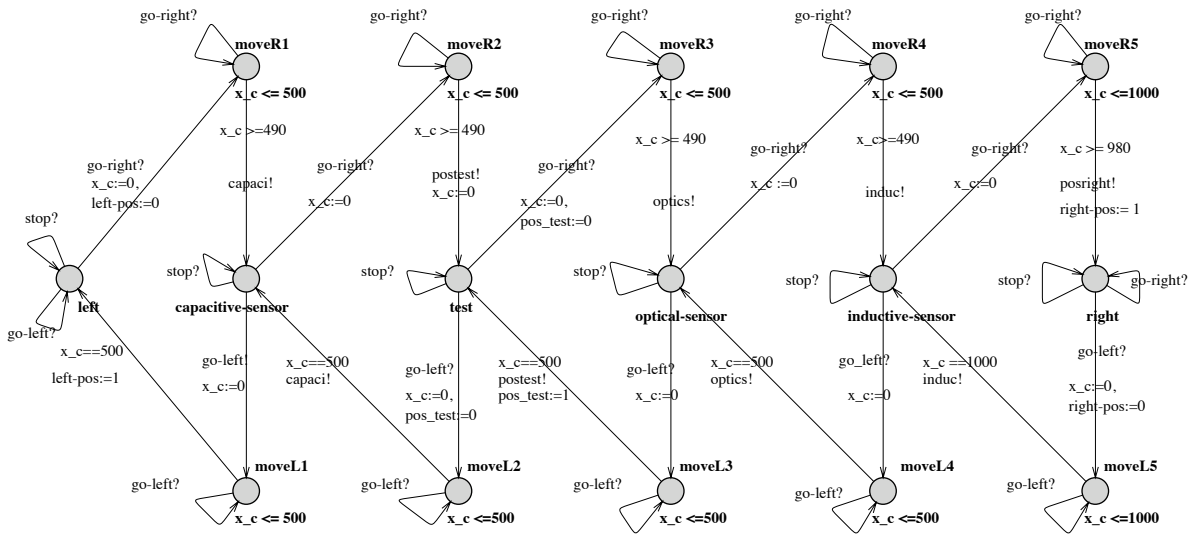 go-right?
go-right?
go-right?
go-right?
go-right?
moveR1
moveR2
moveR3
moveR4
moveR5
x_c <= 500
x_c <= 500
x_c <= 500
x_c <= 500
x_c <=1000
x_c >=490
x_c >= 490
x_c >= 490
x_c>=490
x_c >= 980
go-right?
x_c:=0,
left-pos:=0
capaci!
go-right?
x_c:=0
postest!
x_c:=0
go-right?
x_c:=0,
pos_test:=0
optics!
go-right?
x_c :=0
induc!
go-right?
x_c:=0
posright!
right-pos:= 1
stop?
stop?
stop?
stop?
stop?
stop?
go-right?
left
capacitive-sensor
test
optical-sensor
inductive-sensor
right
go-left?
x_c==500
left-pos:=1
go-left!
x_c:=0
x_c==500
capaci!
go-left?
x_c:=0,
pos_test:=0
x_c==500
postest!
pos_test:=1
go-left?
x_c:=0
x_c==500
optics!
go_left?
x_c:=0
x_c ==1000
induc!
go-left?
x_c:=0,
right-pos:=0
moveL1
moveL2
moveL3
moveL4
moveL5
go-left?
go-left?
go-left?
go-left?
go-left?
x_c <= 500
x_c <=500
x_c <=500
x_c <=500
x_c <=1000